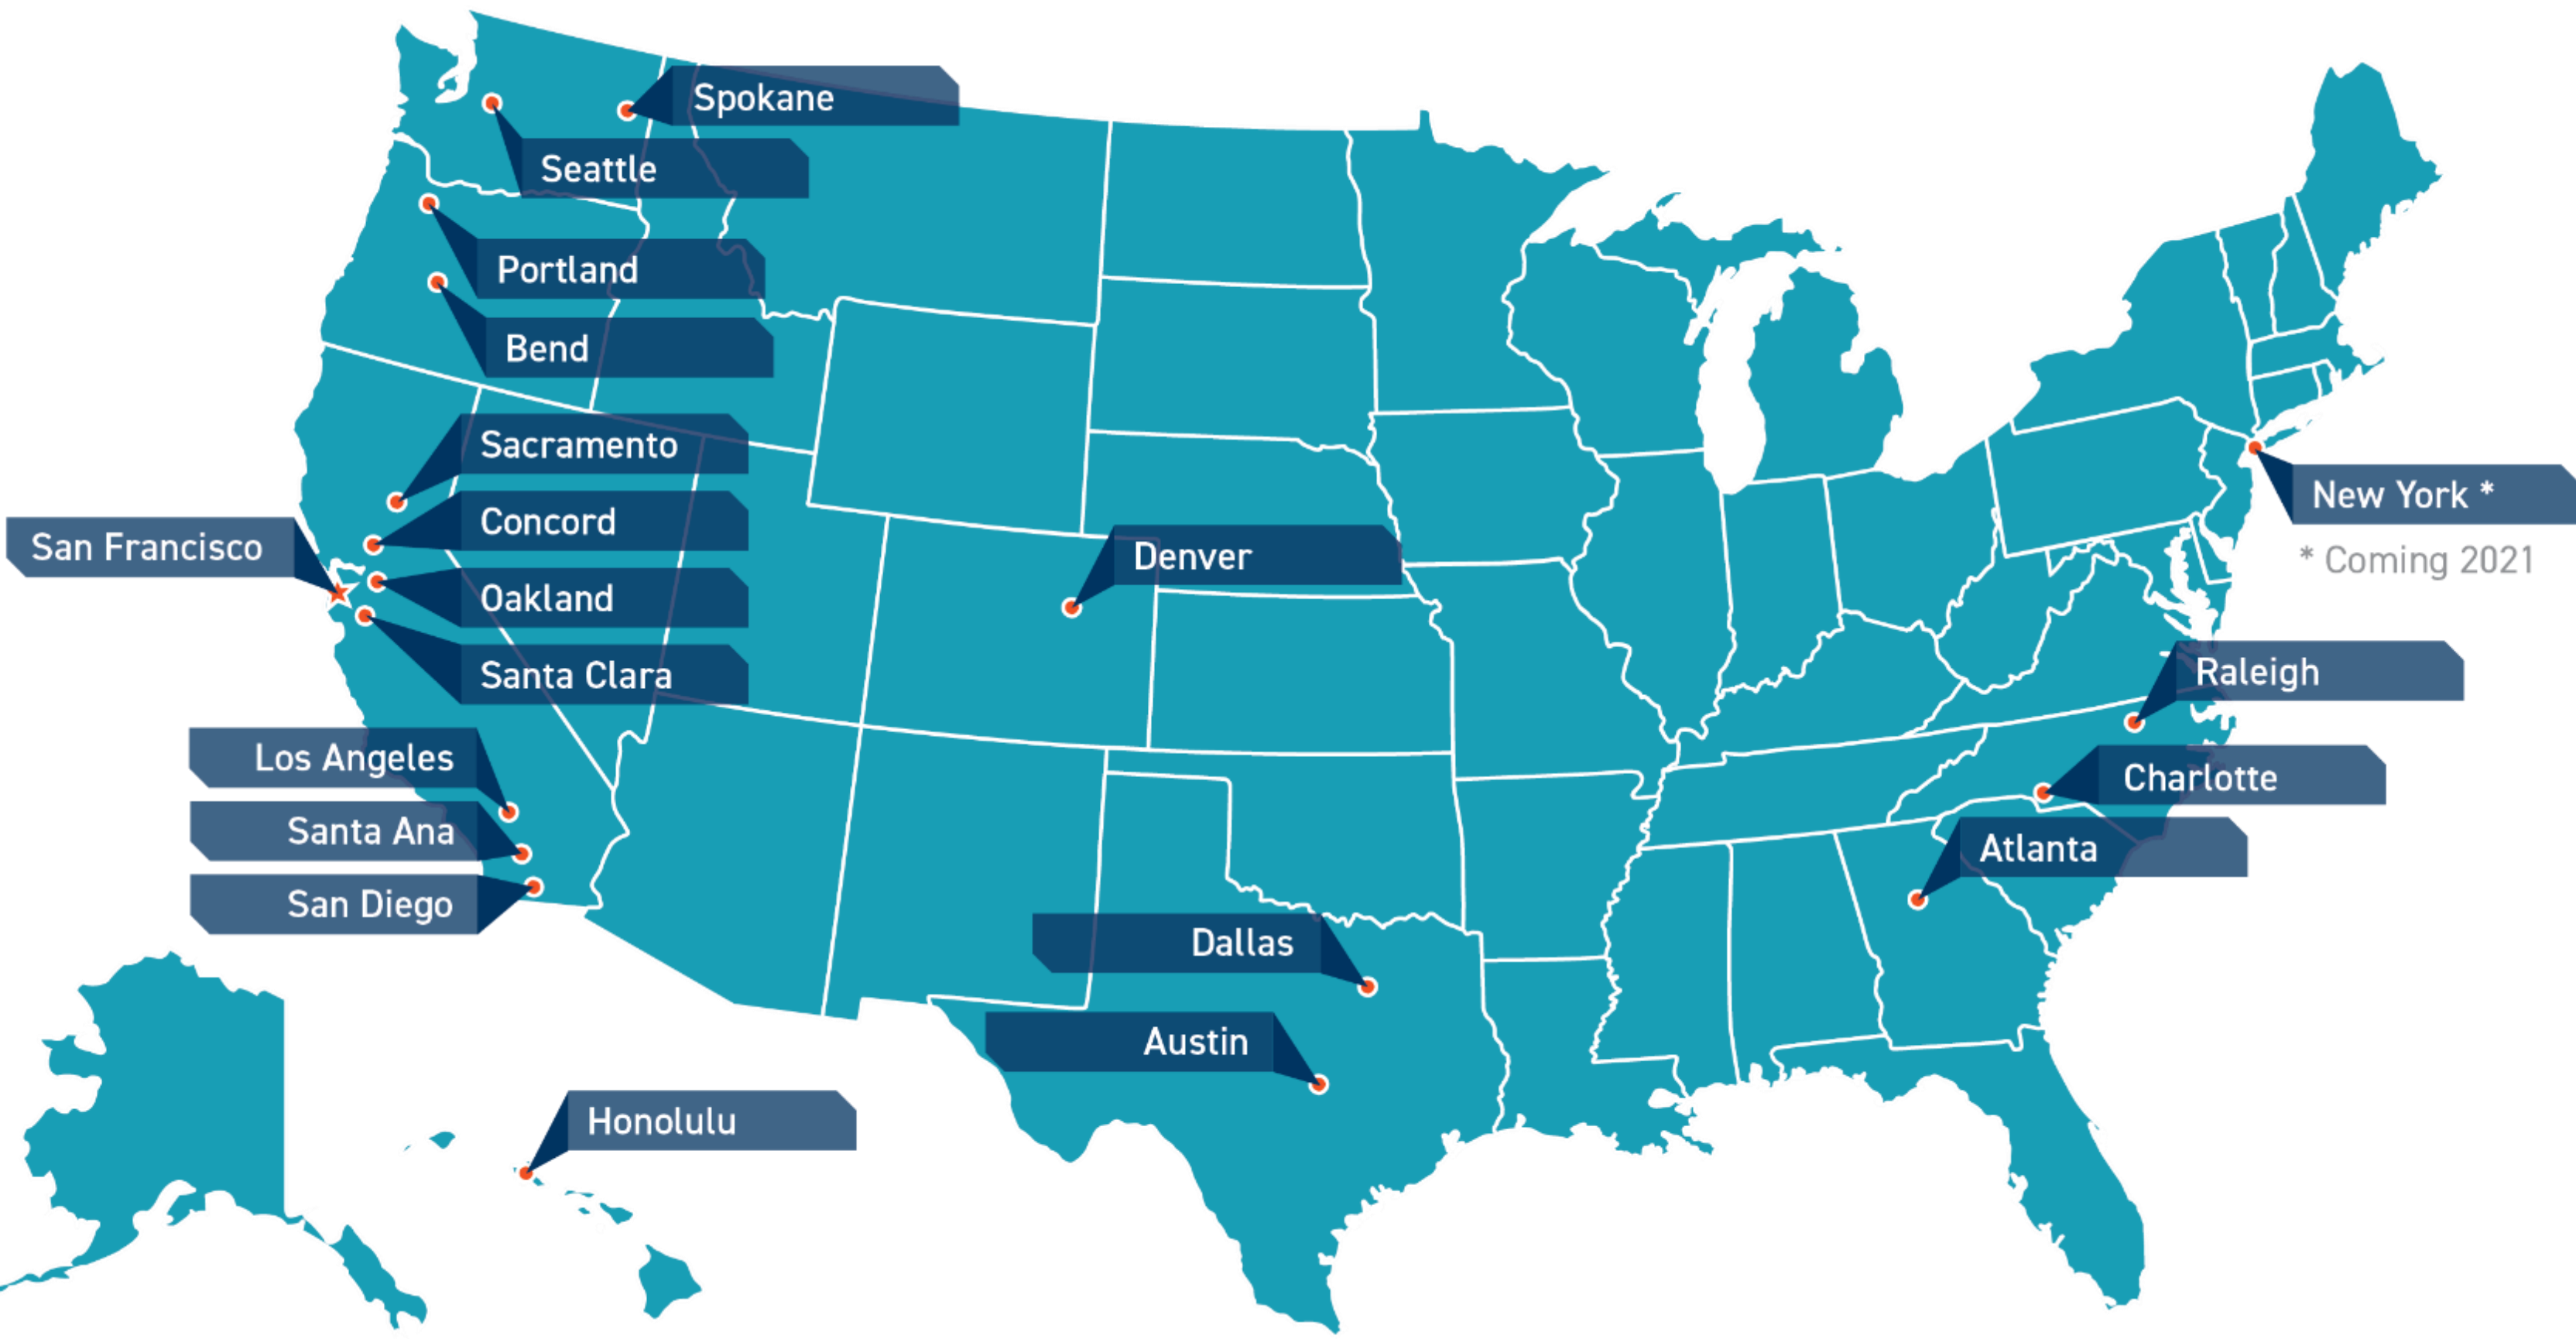 Spokane
Seattle
Portland
Bend
Sacramento
Concord
San Francisco
Oakland
Santa Clara
Los Angeles
Santa Ana
San Diego
Denver
New York *
* Coming 2021
Raleigh
Charlotte
Atlanta
Dallas
Austin
Honolulu